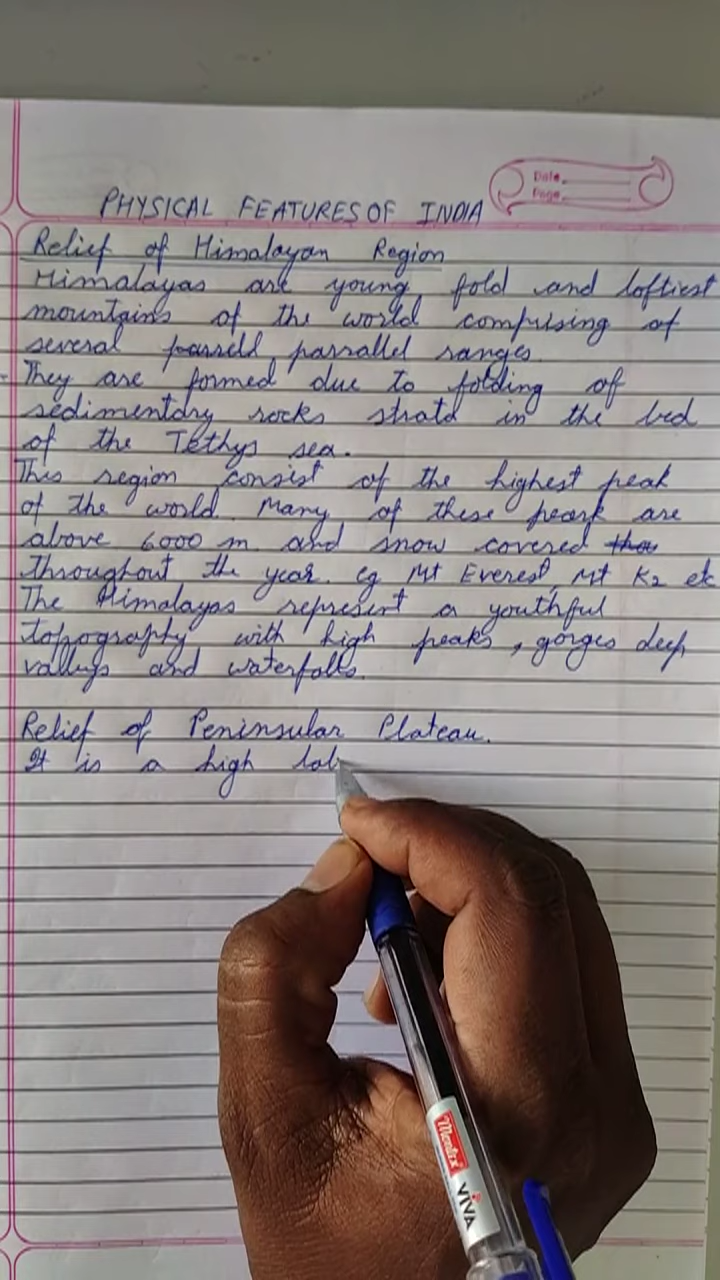 Date
Page
PHYSICAL FEATURES OF INDIA
Relief of Himalayan Region
Himalayas are young fold and loftiest
mountains of the world comprising of
several parrell parrallel ranges.
- They are formed due to folding of
sedimentary rocks strata in the bed
of the Tethys sea.
This region consist of the highest peak
of the world. Many of these peark are
above 6000 m and snow covered thou
throughout the year. eg Mt Everest, Mt K2 etc
The Himalayas represent a youthful
topography with high peaks, gorges deep
valleys and waterfalls.
Relief of Peninsular Plateau.
It is a high tab
Montex
VIVA